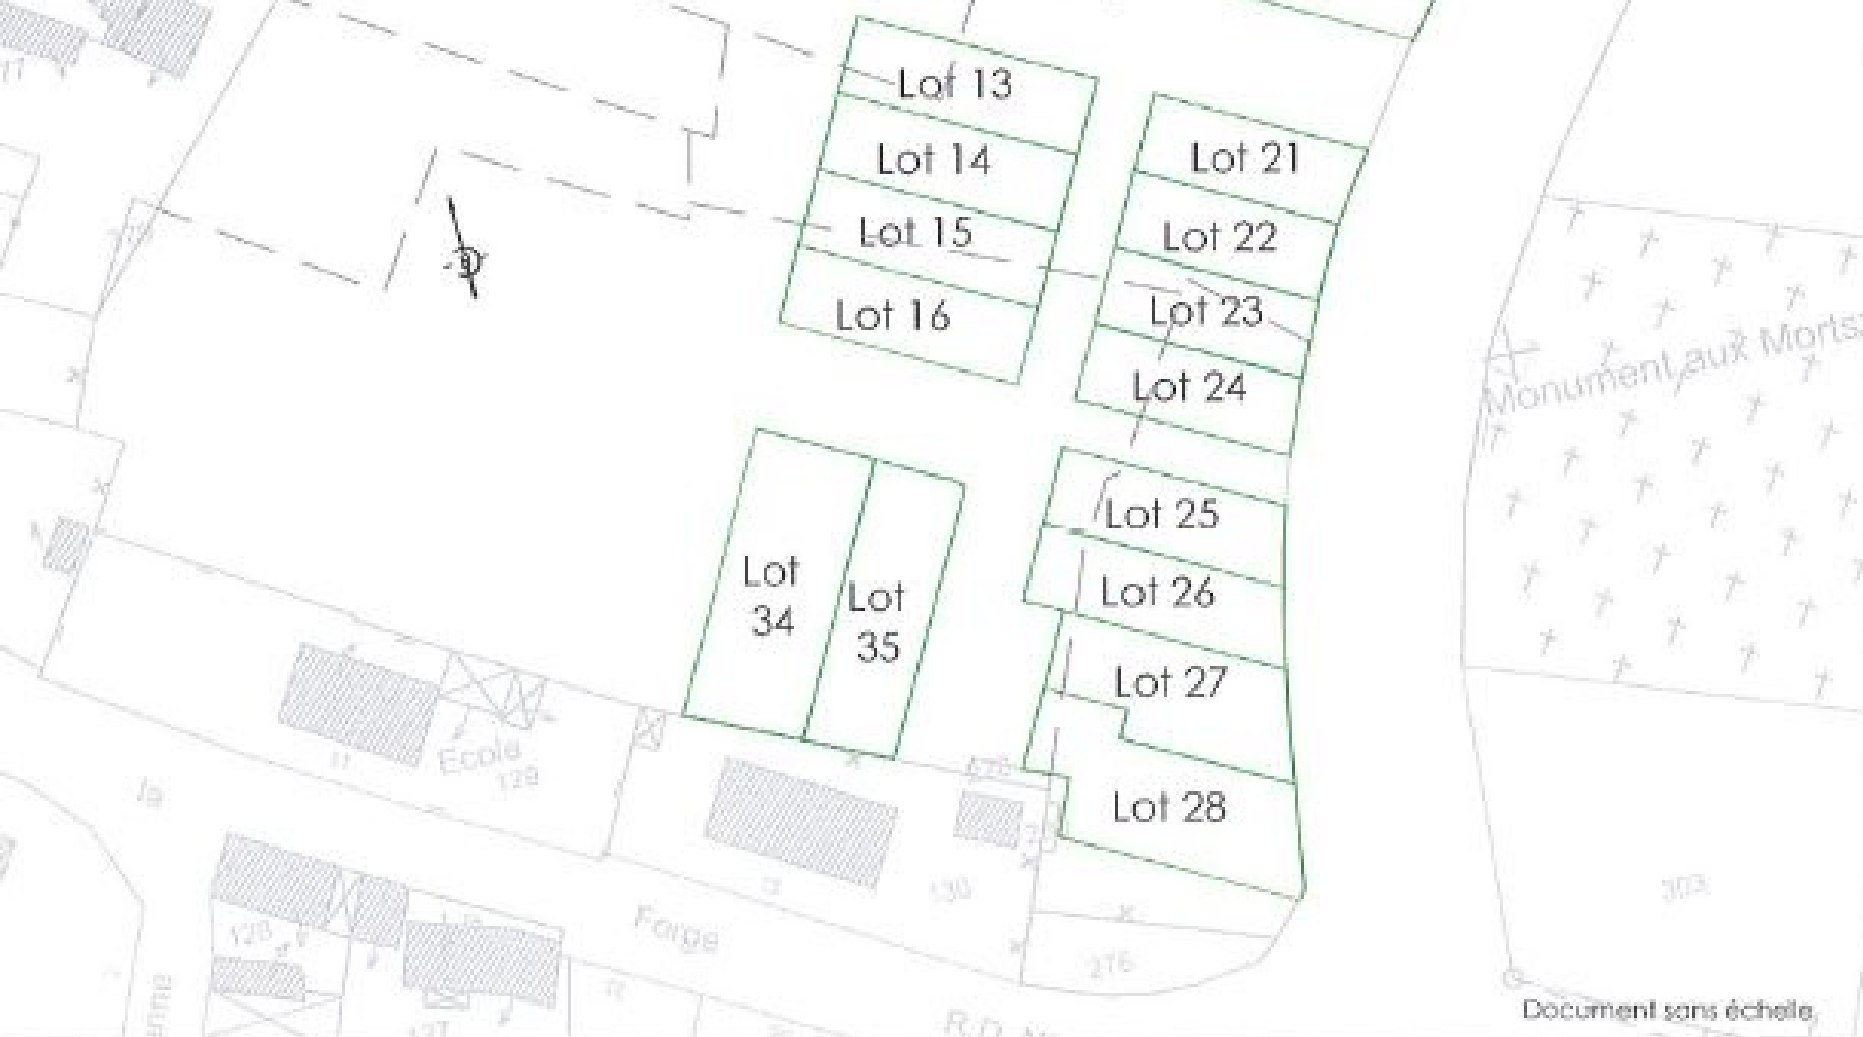 Lot 13
Lot 14
Lot 15
Lot 16
Lot 21
Lot 22
Lot 23
Lot 24
Lot 25
Lot 26
Lot 27
Lot 28
Lot
34
Lot
35
Monument aux Morts
Ecole
129
la
Forge
130
128
276
303
R.D.
Document sans échelle